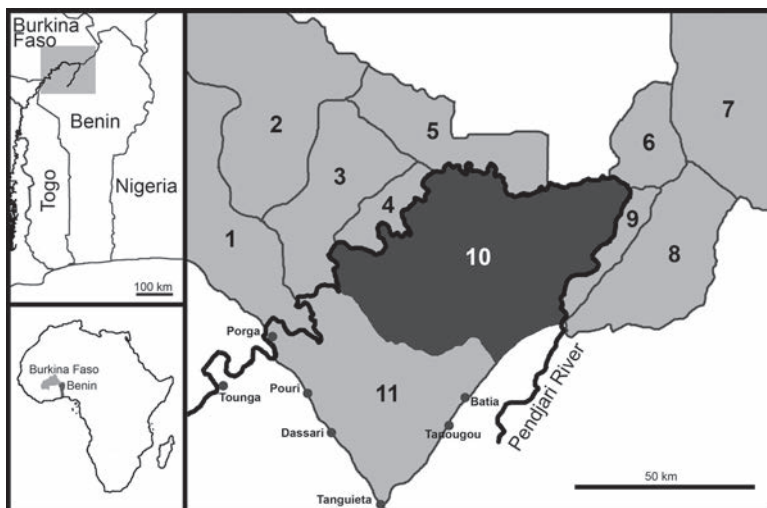 Burkina
Faso
Benin
Togo
Nigeria
100 km
Burkina Faso
Benin
1
2
3
4
5
6
7
8
9
10
11
Porga
Tounga
Pouri
Dassari
Tanguieta
Batia
Tanougou
Pendjari River
50 km